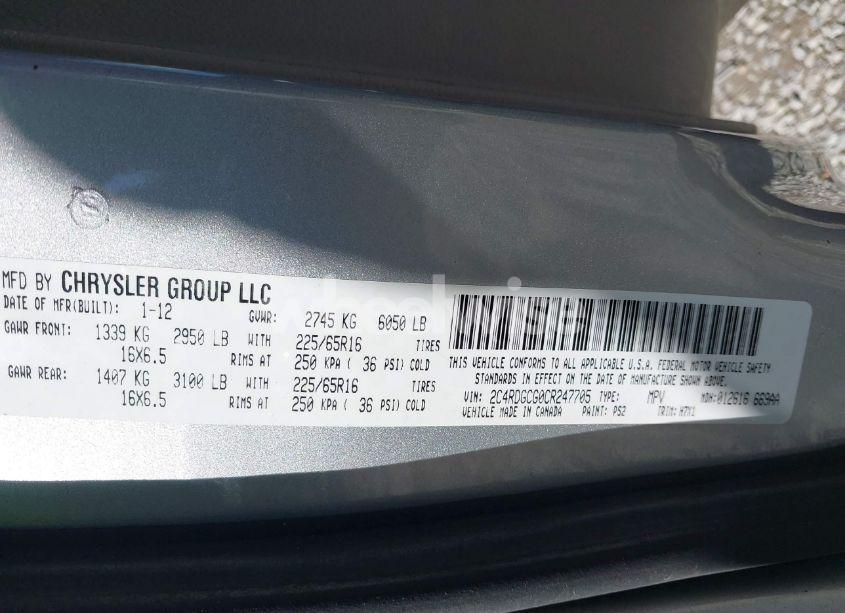 MFD BY CHRYSLER GROUP LLC
DATE OF MFR(BUILT): 1-12 GVWR: 2745 KG 6050 LB
GAWR FRONT: 1339 KG 2950 LB WITH 225/65R16 TIRES
16X6.5 RIMS AT 250 KPA ( 36 PSI) COLD
GAWR REAR: 1407 KG 3100 LB WITH 225/65R16 TIRES
16X6.5 RIMS AT 250 KPA ( 36 PSI) COLD
THIS VEHICLE CONFORMS TO ALL APPLICABLE U.S.A. FEDERAL MOTOR VEHICLE SAFETY
STANDARDS IN EFFECT ON THE DATE OF MANUFACTURE SHOWN ABOVE.
VIN: 2C4RDGCG0CR247705 TYPE: MPV MDH: 012616 669AA
VEHICLE MADE IN CANADA PAINT: PS2 TRIM: